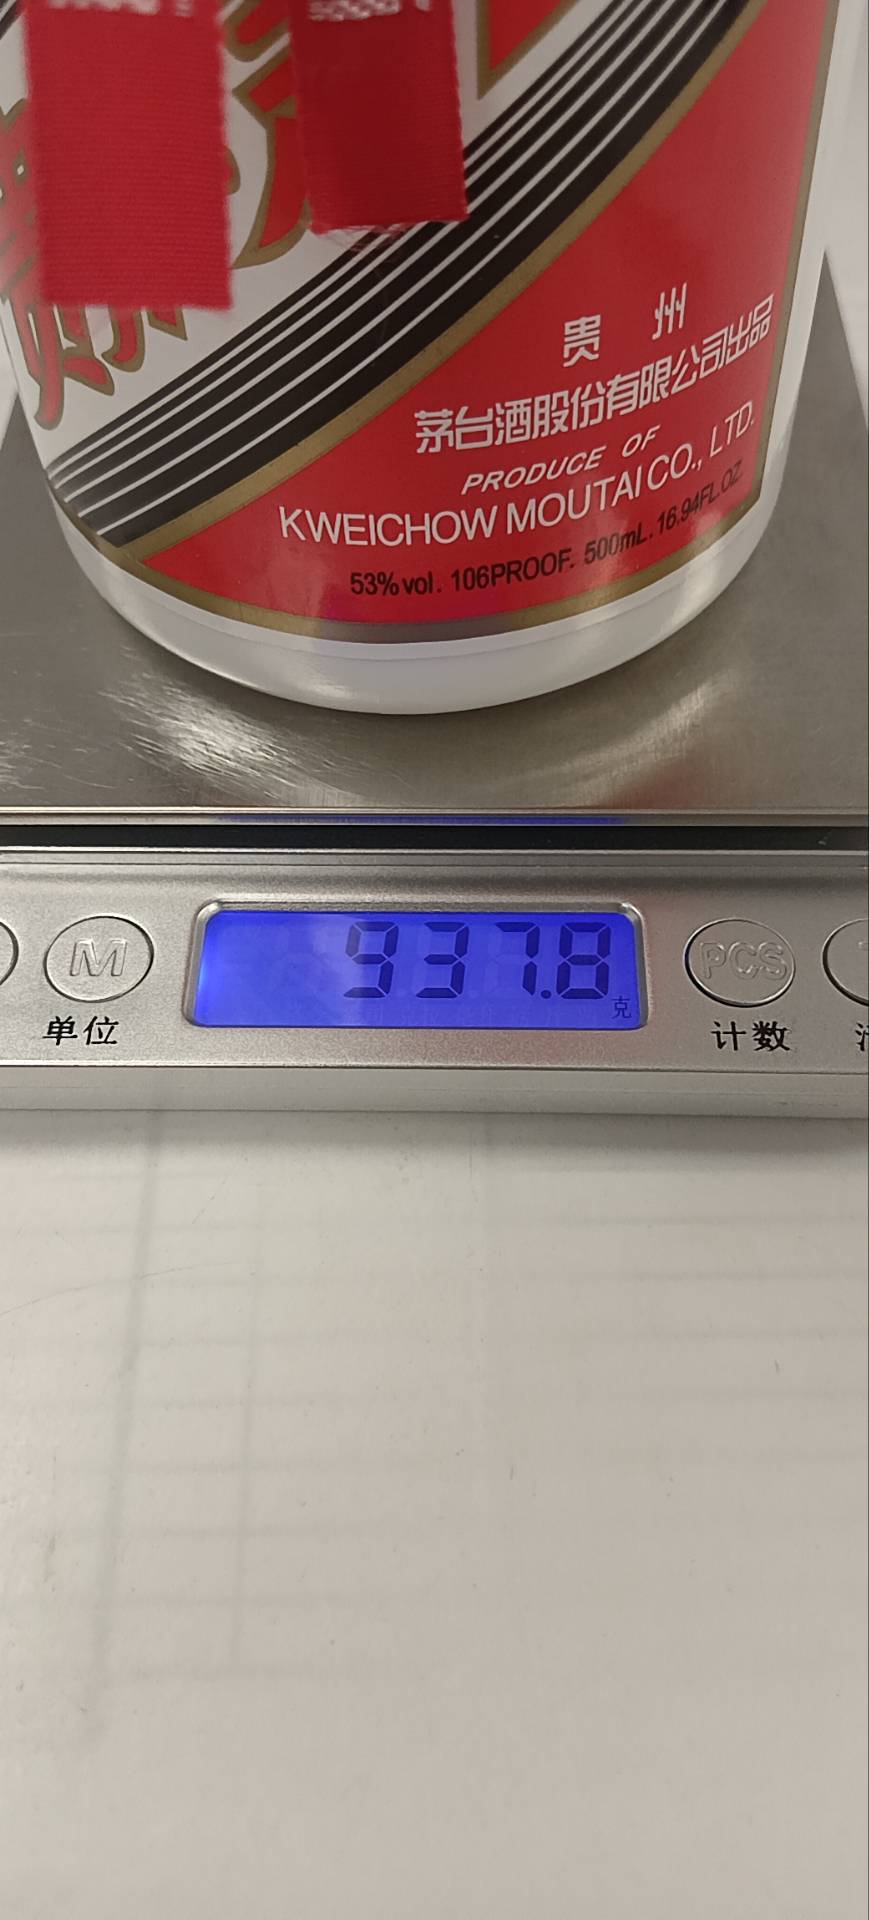 贵州
茅台酒股份有限公司出品
PRODUCE OF
KWEICHOW MOUTAI CO., LTD.
53%vol. 106PROOF. 500mL. 16.94FL.OZ.
937.8
克
M
PCS
单位
计数